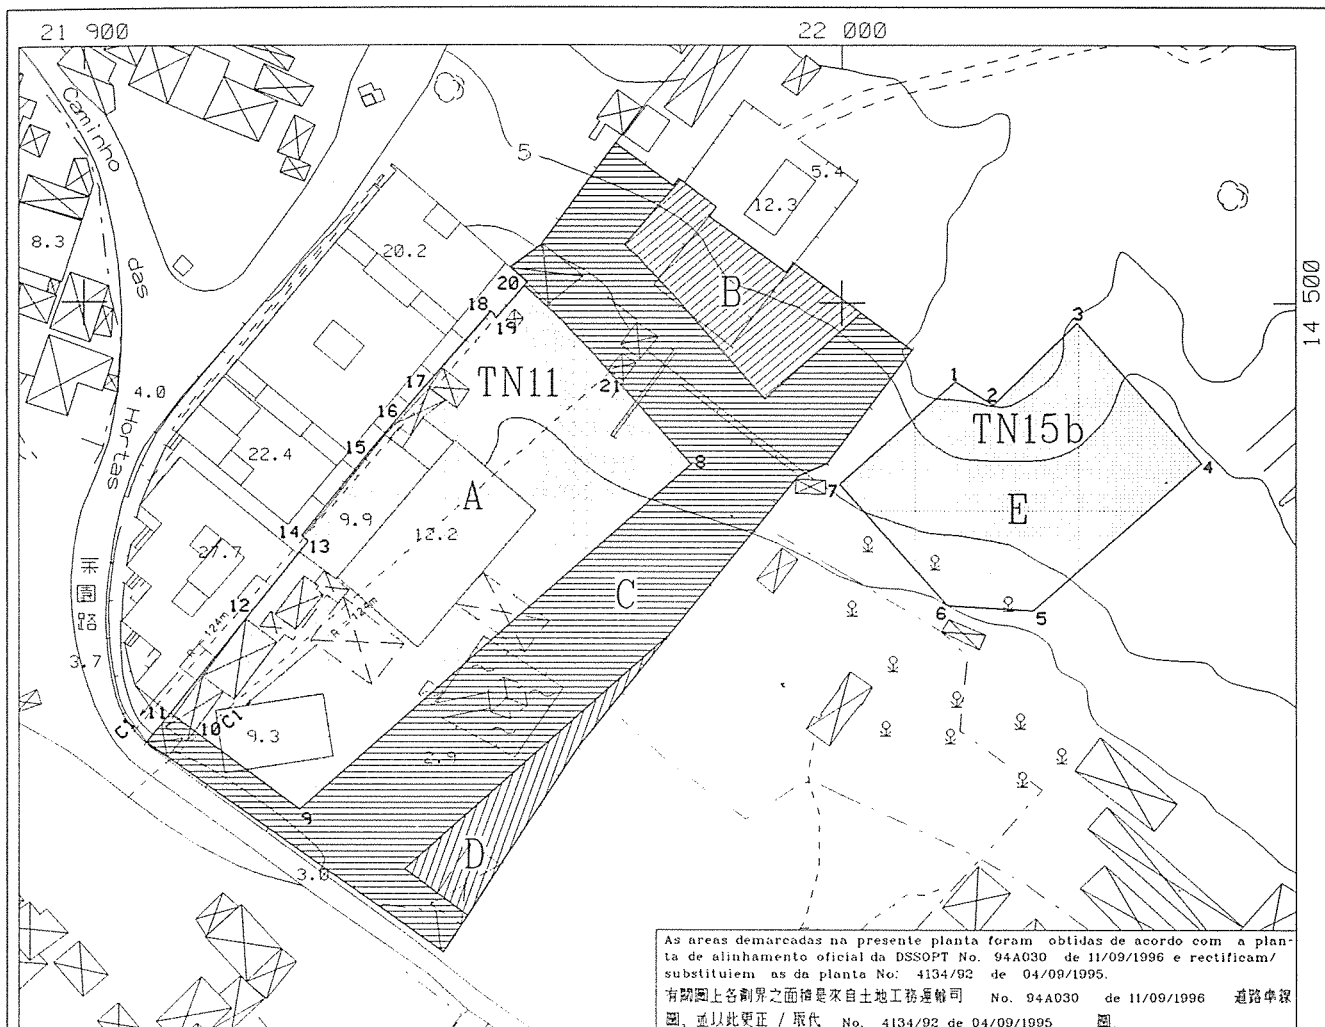 21 900
22 000
Caminho
das
Hortas
5
5.4
12.3
8.3
20.2
14 500
20
18
19
B
3
17
TN11
1
2
4.0
16
21
TN15b
15
8
4
22.4
7
A
E
9.9
12.2
14
13
27.7
12
C
6
5
R = 124m
R = 124m
3.7
11
10
C1
C1
9.3
2.9
9
D
3.0
菜園路
As areas demarcadas na presente planta foram obtidas de acordo com a plan-
ta de alinhamento oficial da DSSOPT No. 94A030 de 11/09/1996 e rectificam/
substituiem as da planta No: 4134/92 de 04/09/1995.
有關圖上各劃界之面積是來自土地工務運輸司 No. 94A030 de 11/09/1996 道路準線
圖, 並以此更正 / 取代 No. 4134/92 de 04/09/1995 圖.